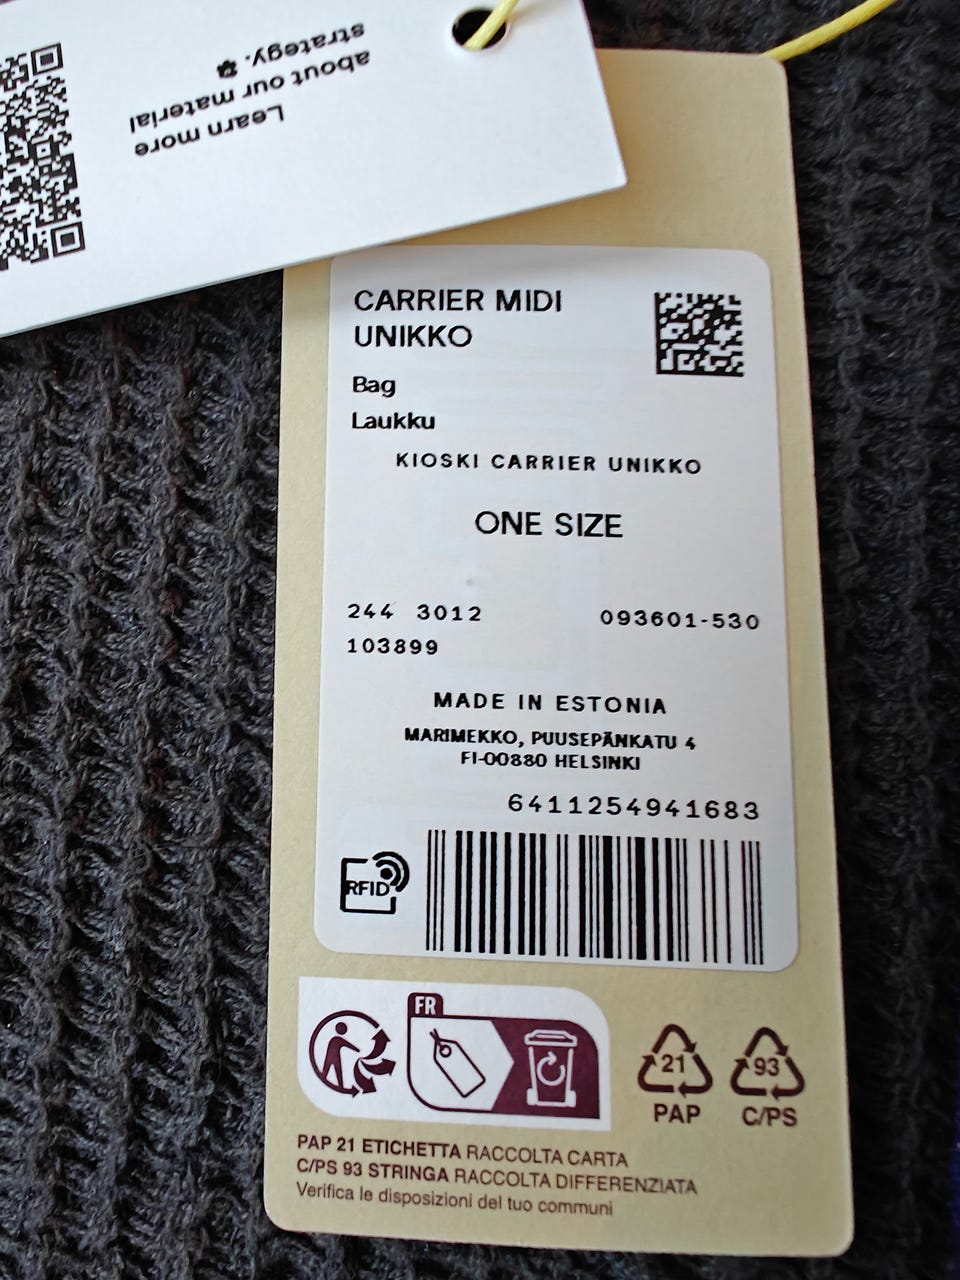 Learn more
about our material
strategy.
CARRIER MIDI
UNIKKO
Bag
Laukku
KIOSKI CARRIER UNIKKO
ONE SIZE
244 3012 093601-530
103899
MADE IN ESTONIA
MARIMEKKO, PUUSEPÄNKATU 4
FI-00880 HELSINKI
6411254941683
RFID
FR
21
PAP
93
C/PS
PAP 21 ETICHETTA RACCOLTA CARTA
C/PS 93 STRINGA RACCOLTA DIFFERENZIATA
Verifica le disposizioni del tuo communi